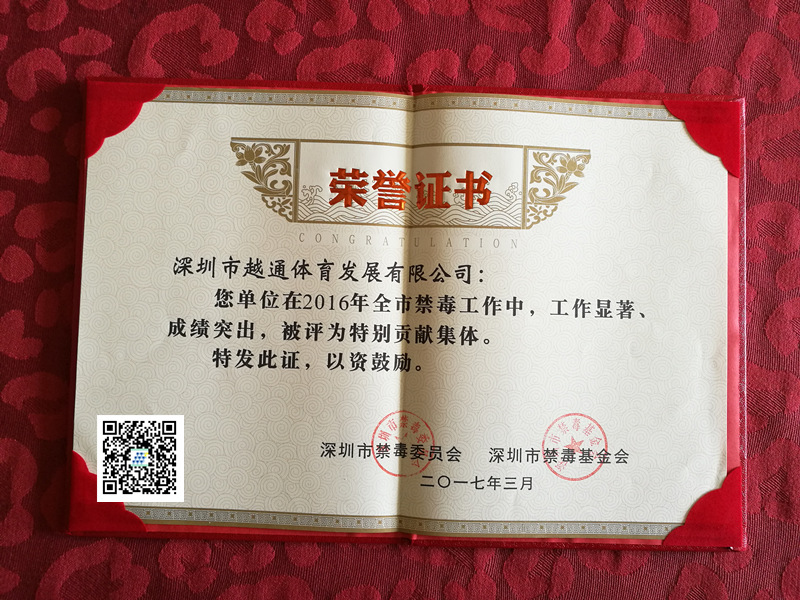 荣誉证书
CONGRATULATION
深圳市越通体育发展有限公司：
您单位在2016年全市禁毒工作中，工作显著、
成绩突出，被评为特别贡献集体。
特发此证，以资鼓励。
深圳市禁毒委员会 深圳市禁毒基金会
二〇一七年三月